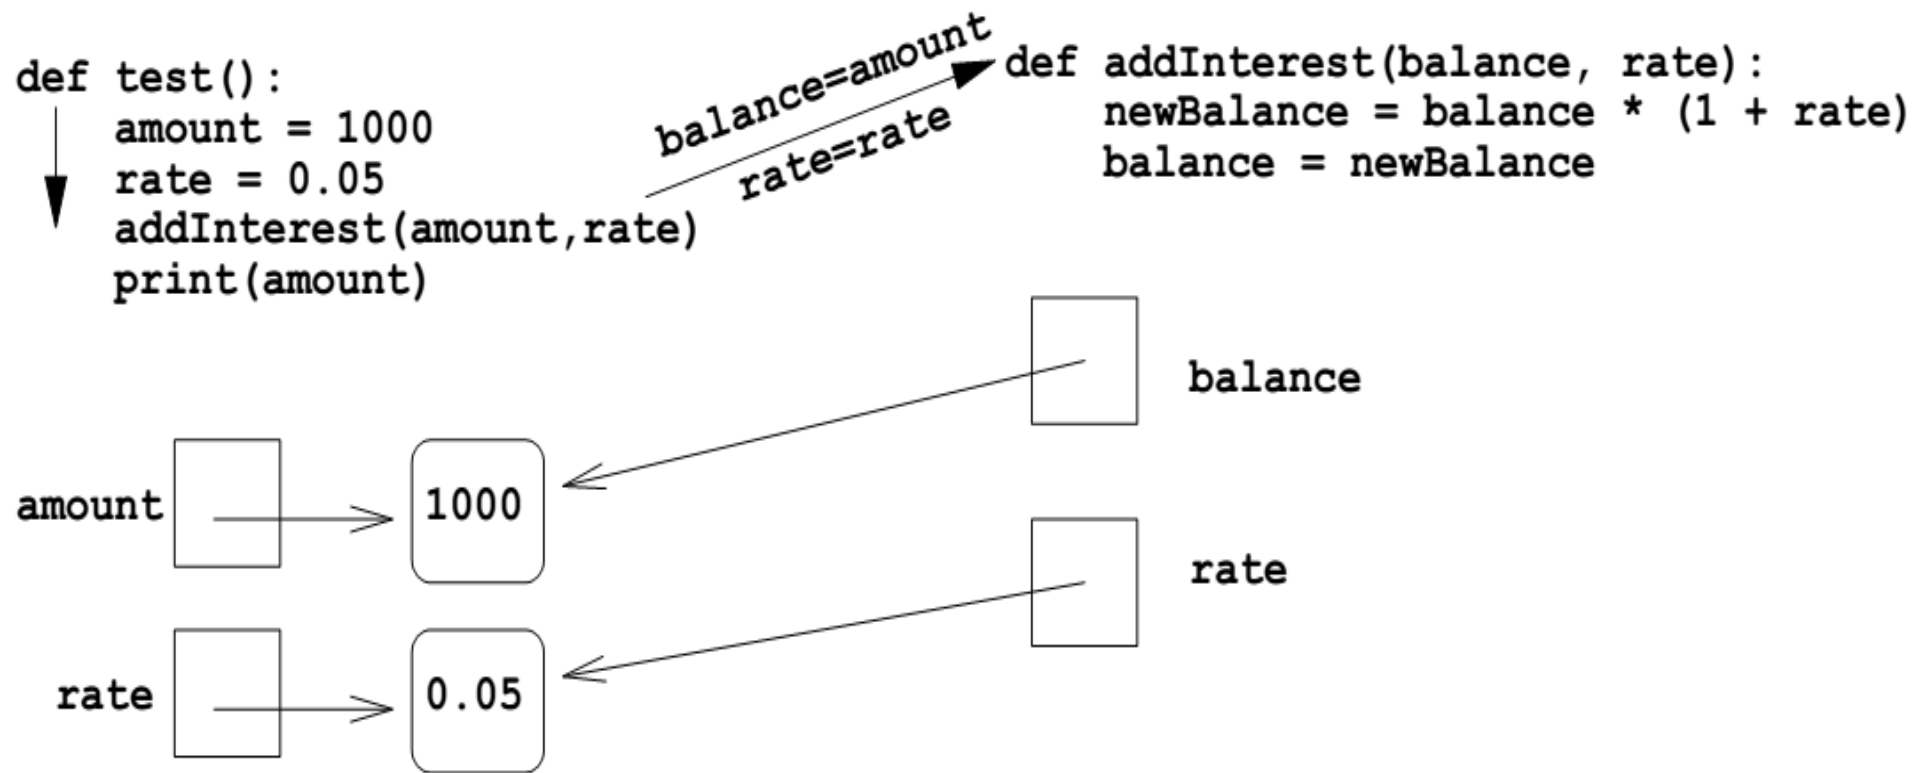 def test():
    amount = 1000
    rate = 0.05
    addInterest(amount,rate)
    print(amount)
balance=amount
rate=rate
def addInterest(balance, rate):
    newBalance = balance * (1 + rate)
    balance = newBalance
balance
amount
1000
rate
rate
0.05